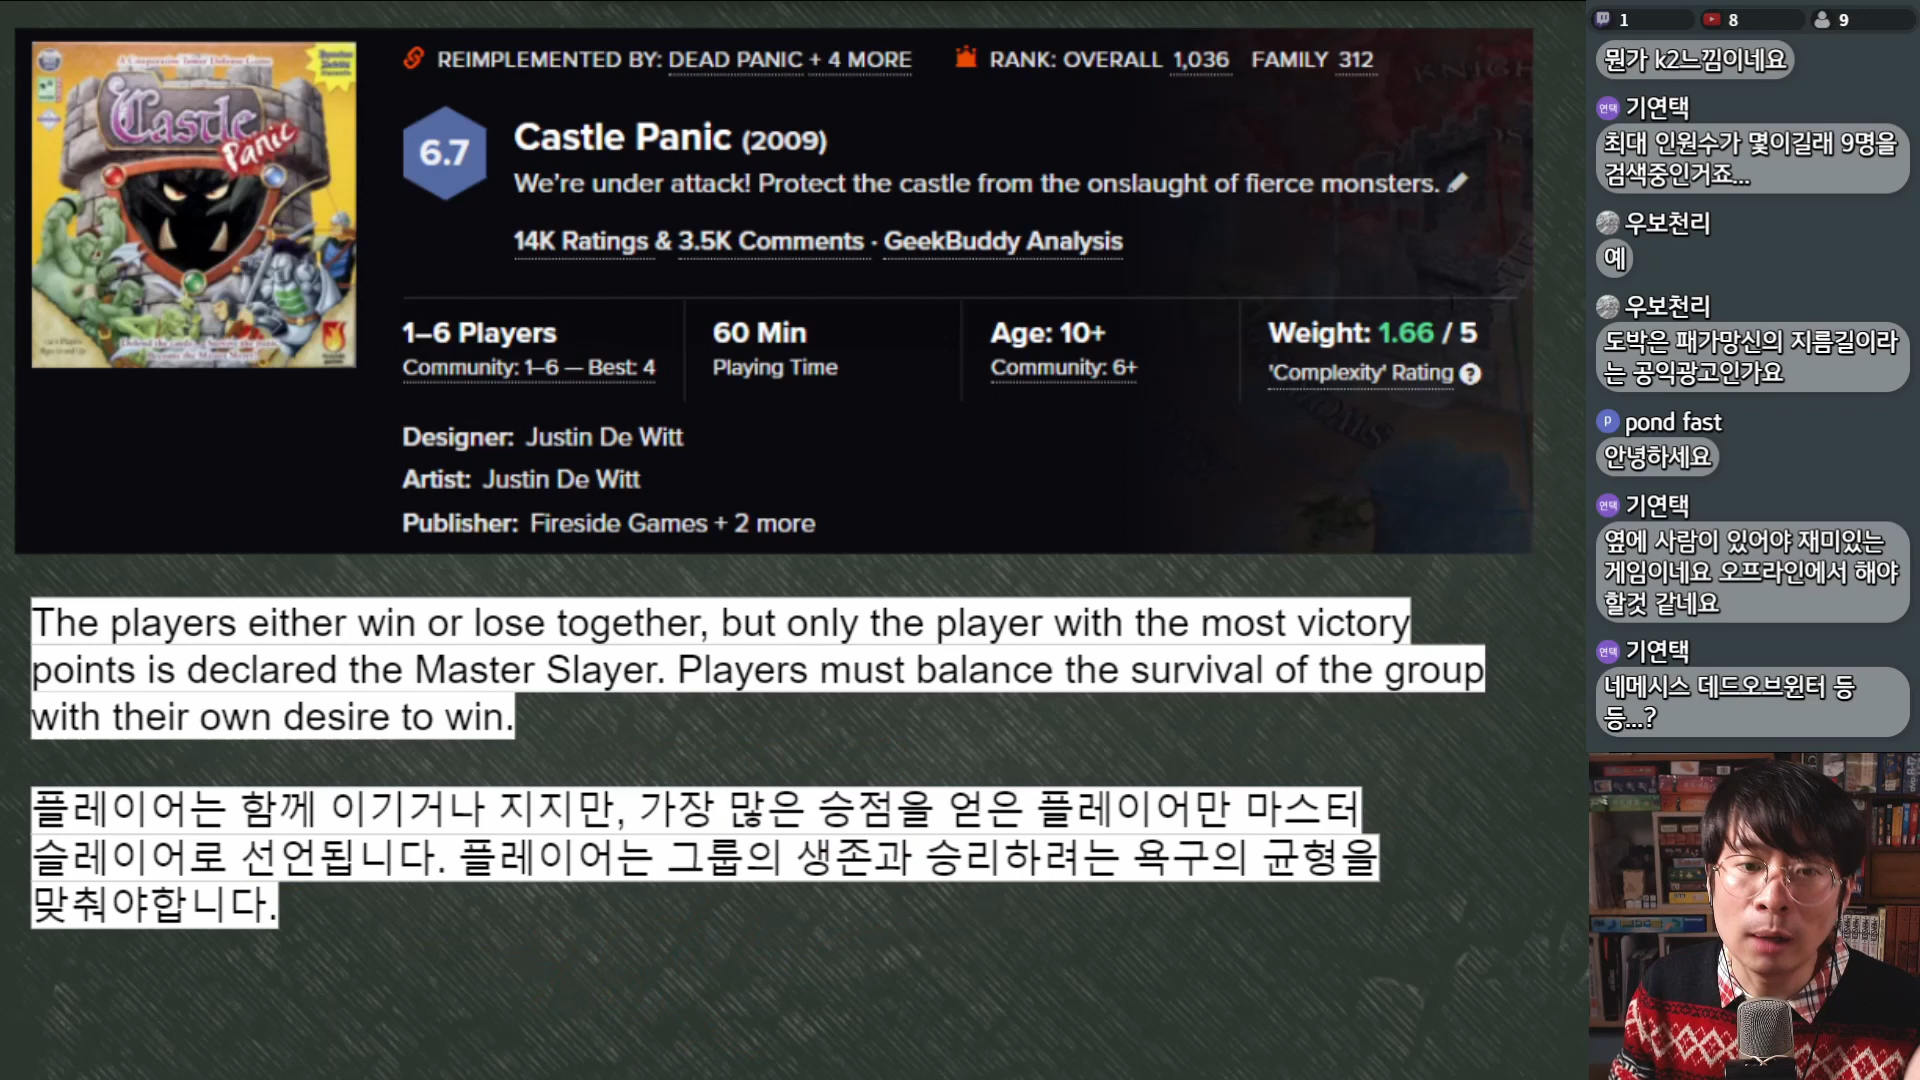 A Cooperative Tower Defense Game
Castle
Panic
REIMPLEMENTED BY: DEAD PANIC + 4 MORE
RANK: OVERALL 1,036 FAMILY 312
6.7
Castle Panic (2009)
We're under attack! Protect the castle from the onslaught of fierce monsters.
14K Ratings & 3.5K Comments · GeekBuddy Analysis
1–6 Players
Community: 1–6 — Best: 4
60 Min
Playing Time
Age: 10+
Community: 6+
Weight: 1.66 / 5
'Complexity' Rating ?
Designer: Justin De Witt
Artist: Justin De Witt
Publisher: Fireside Games + 2 more
The players either win or lose together, but only the player with the most victory
points is declared the Master Slayer. Players must balance the survival of the group
with their own desire to win.
플레이어는 함께 이기거나 지지만, 가장 많은 승점을 얻은 플레이어만 마스터
슬레이어로 선언됩니다. 플레이어는 그룹의 생존과 승리하려는 욕구의 균형을
맞춰야합니다.
1
8
9
뭔가 k2느낌이네요
연택 기연택
최대 인원수가 몇이길래 9명을
검색중인거죠...
우보천리
예
우보천리
도박은 패가망신의 지름길이라
는 공익광고인가요
P pond fast
안녕하세요
연택 기연택
옆에 사람이 있어야 재미있는
게임이네요 오프라인에서 해야
할것 같네요
연택 기연택
네메시스 데드오브윈터 등
등...?